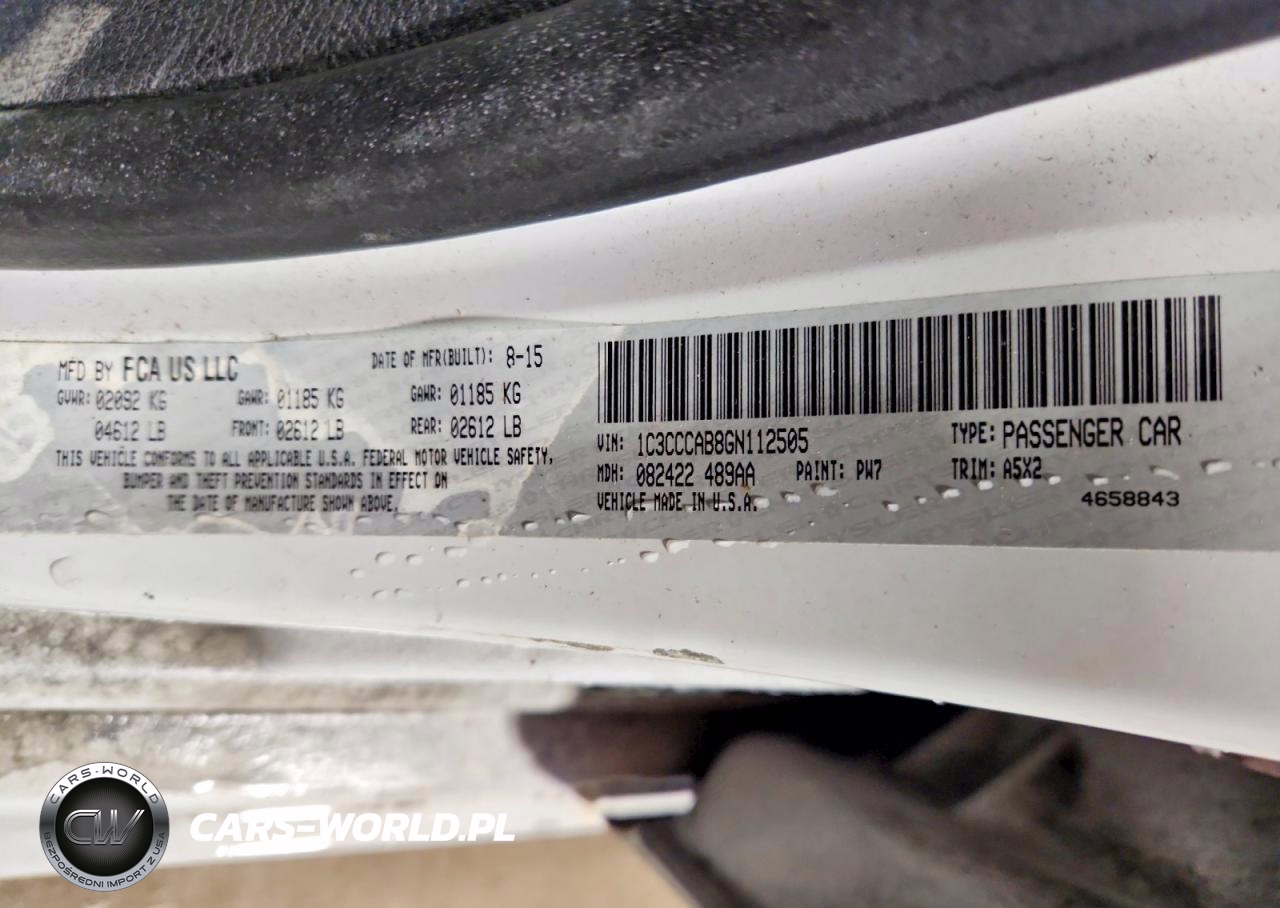 MFD BY FCA US LLC DATE OF MFR(BUILT): 8-15
GVWR: 02092 KG GAWR: 01185 KG GAWR: 01185 KG
04612 LB FRONT: 02612 LB REAR: 02612 LB
THIS VEHICLE CONFORMS TO ALL APPLICABLE U.S.A. FEDERAL MOTOR VEHICLE SAFETY,
BUMPER AND THEFT PREVENTION STANDARDS IN EFFECT ON
THE DATE OF MANUFACTURE SHOWN ABOVE.
VIN: 1C3CCCAB8GN112505 TYPE: PASSENGER CAR
MDH: 082422 489AA PAINT: PW7 TRIM: A5X2
VEHICLE MADE IN U.S.A. 4658843
CARS-WORLD
CW
BEZPOŚREDNI IMPORT Z USA
CARS-WORLD.PL